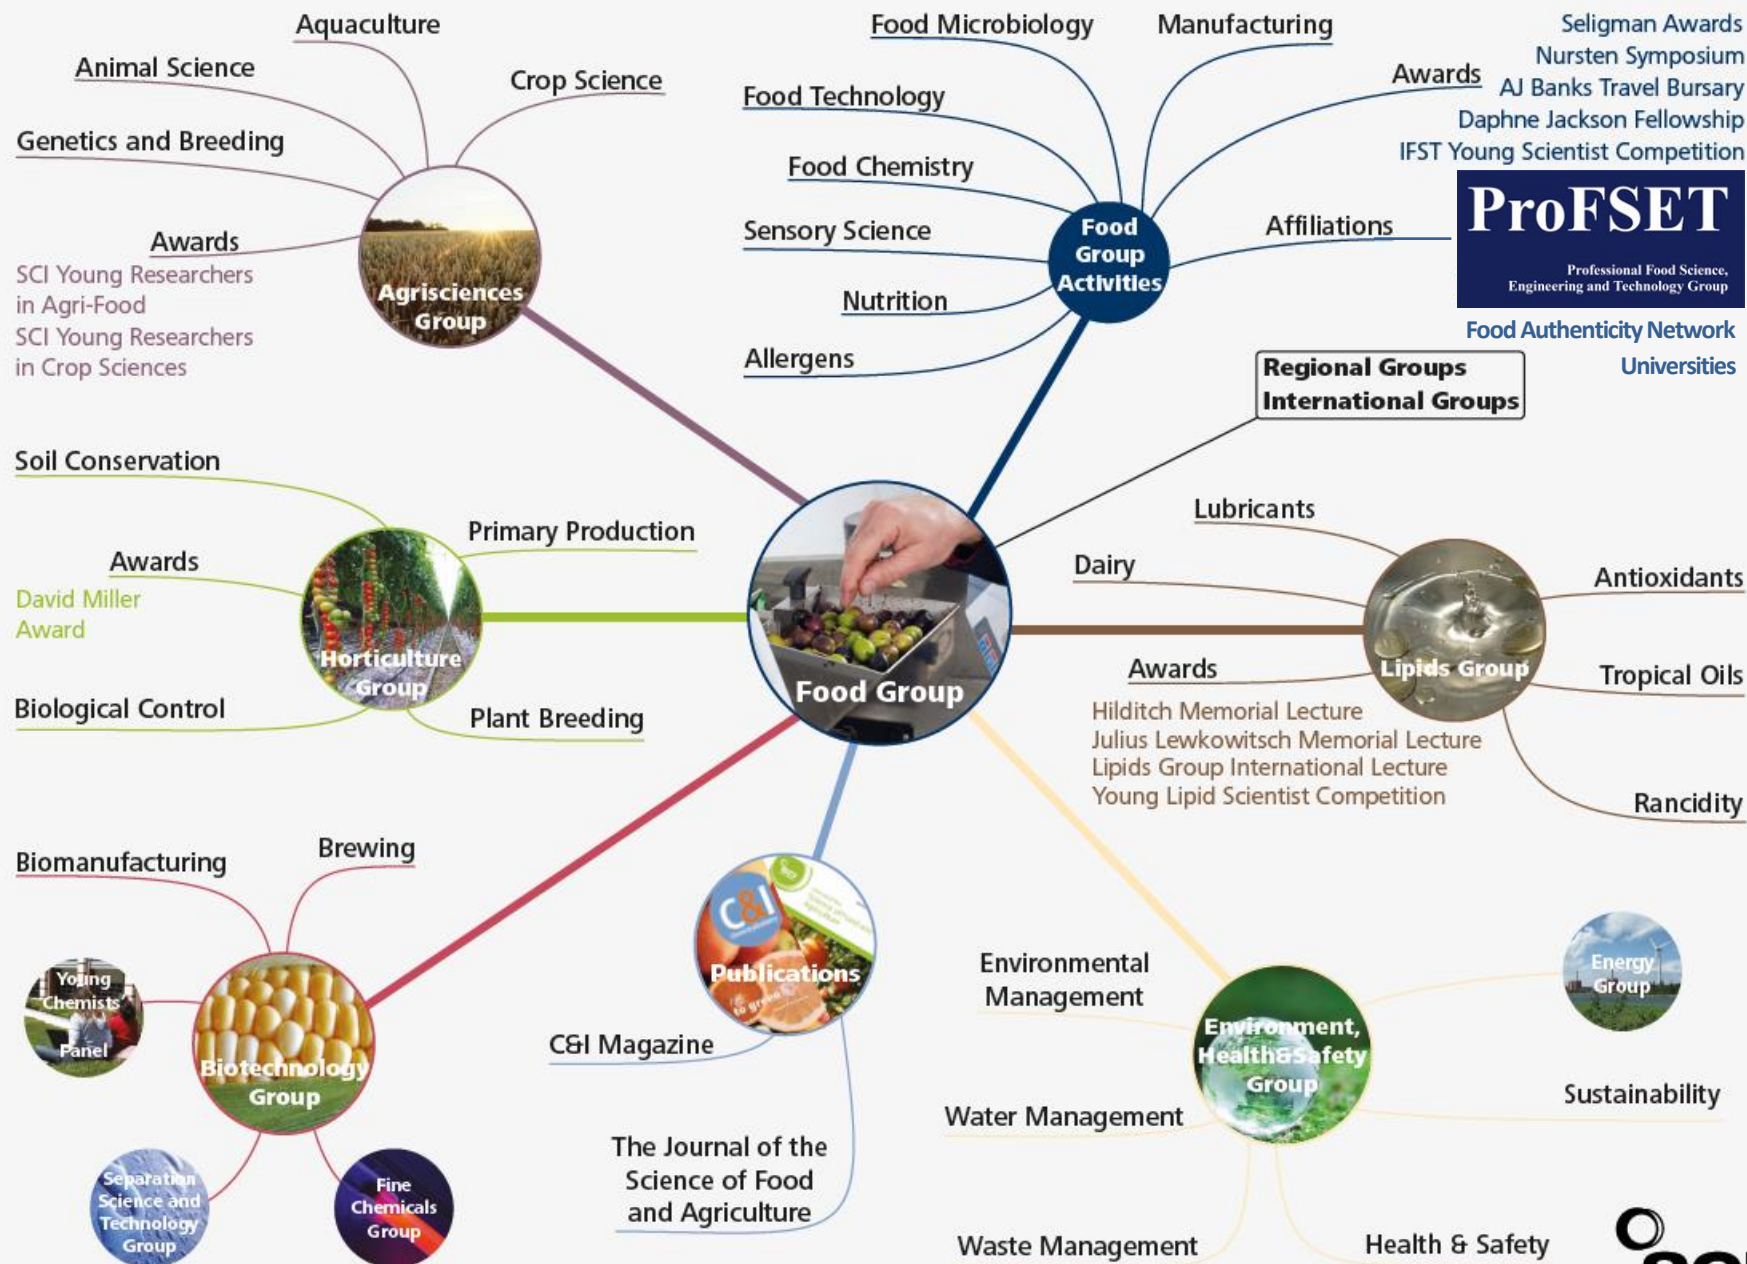 Aquaculture
Animal Science
Crop Science
Genetics and Breeding
Awards
SCI Young Researchers
in Agri-Food
SCI Young Researchers
in Crop Sciences
Agrisciences
Group
Food Microbiology
Manufacturing
Food Technology
Food Chemistry
Sensory Science
Nutrition
Allergens
Food
Group
Activities
Awards
Seligman Awards
Nursten Symposium
AJ Banks Travel Bursary
Daphne Jackson Fellowship
IFST Young Scientist Competition
Affiliations
ProFSET
Professional Food Science,
Engineering and Technology Group
Food Authenticity Network
Universities
Regional Groups
International Groups
Soil Conservation
Primary Production
Awards
David Miller
Award
Horticulture
Group
Biological Control
Plant Breeding
Food Group
Lubricants
Dairy
Antioxidants
Lipids Group
Awards
Tropical Oils
Hilditch Memorial Lecture
Julius Lewkowitsch Memorial Lecture
Lipids Group International Lecture
Young Lipid Scientist Competition
Rancidity
Biomanufacturing
Brewing
Young
Chemists'
Panel
Biotechnology
Group
Separation
Science and
Technology
Group
Fine
Chemicals
Group
C&I
Publications
to green
C&I Magazine
The Journal of the
Science of Food
and Agriculture
Environmental
Management
Energy
Group
Environment,
Health&Safety
Group
Water Management
Sustainability
Waste Management
Health & Safety